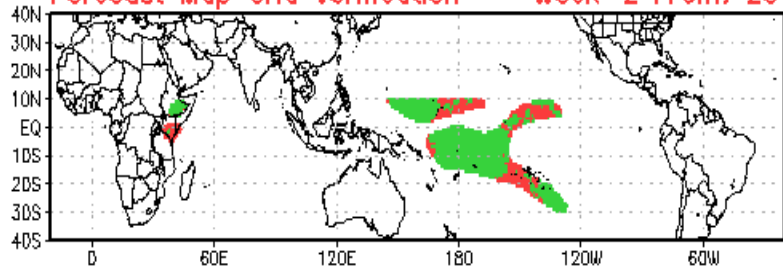 Forecast Map and Verification Week 2 From:
40N
30N
20N
10N
EQ
10S
20S
30S
40S
0 60E 120E 180 120W 60W